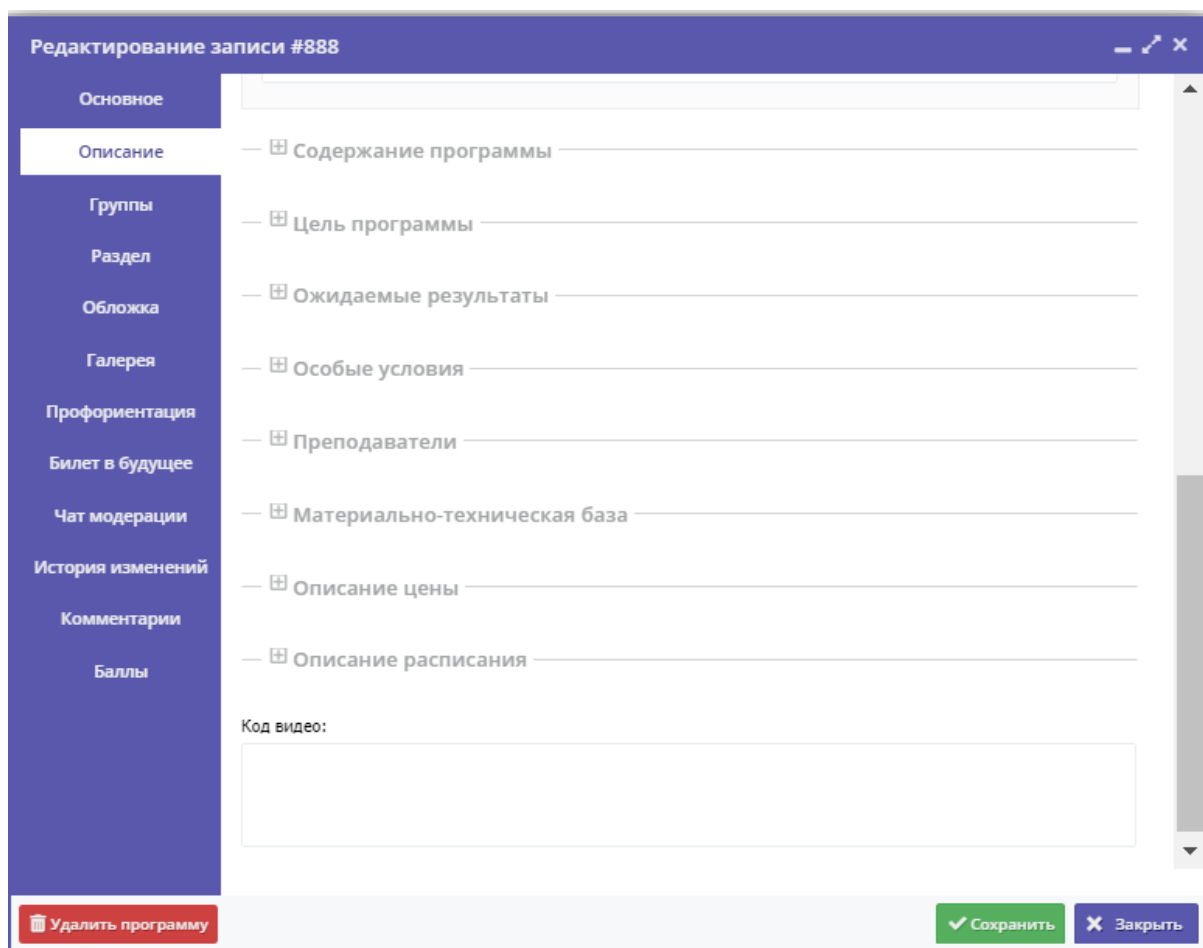 Редактирование записи #888
Основное
Описание
Группы
Раздел
Обложка
Галерея
Профориентация
Билет в будущее
Чат модерации
История изменений
Комментарии
Баллы
Содержание программы
Цель программы
Ожидаемые результаты
Особые условия
Преподаватели
Материально-техническая база
Описание цены
Описание расписания
Код видео:
Удалить программу
Сохранить
Закрыть